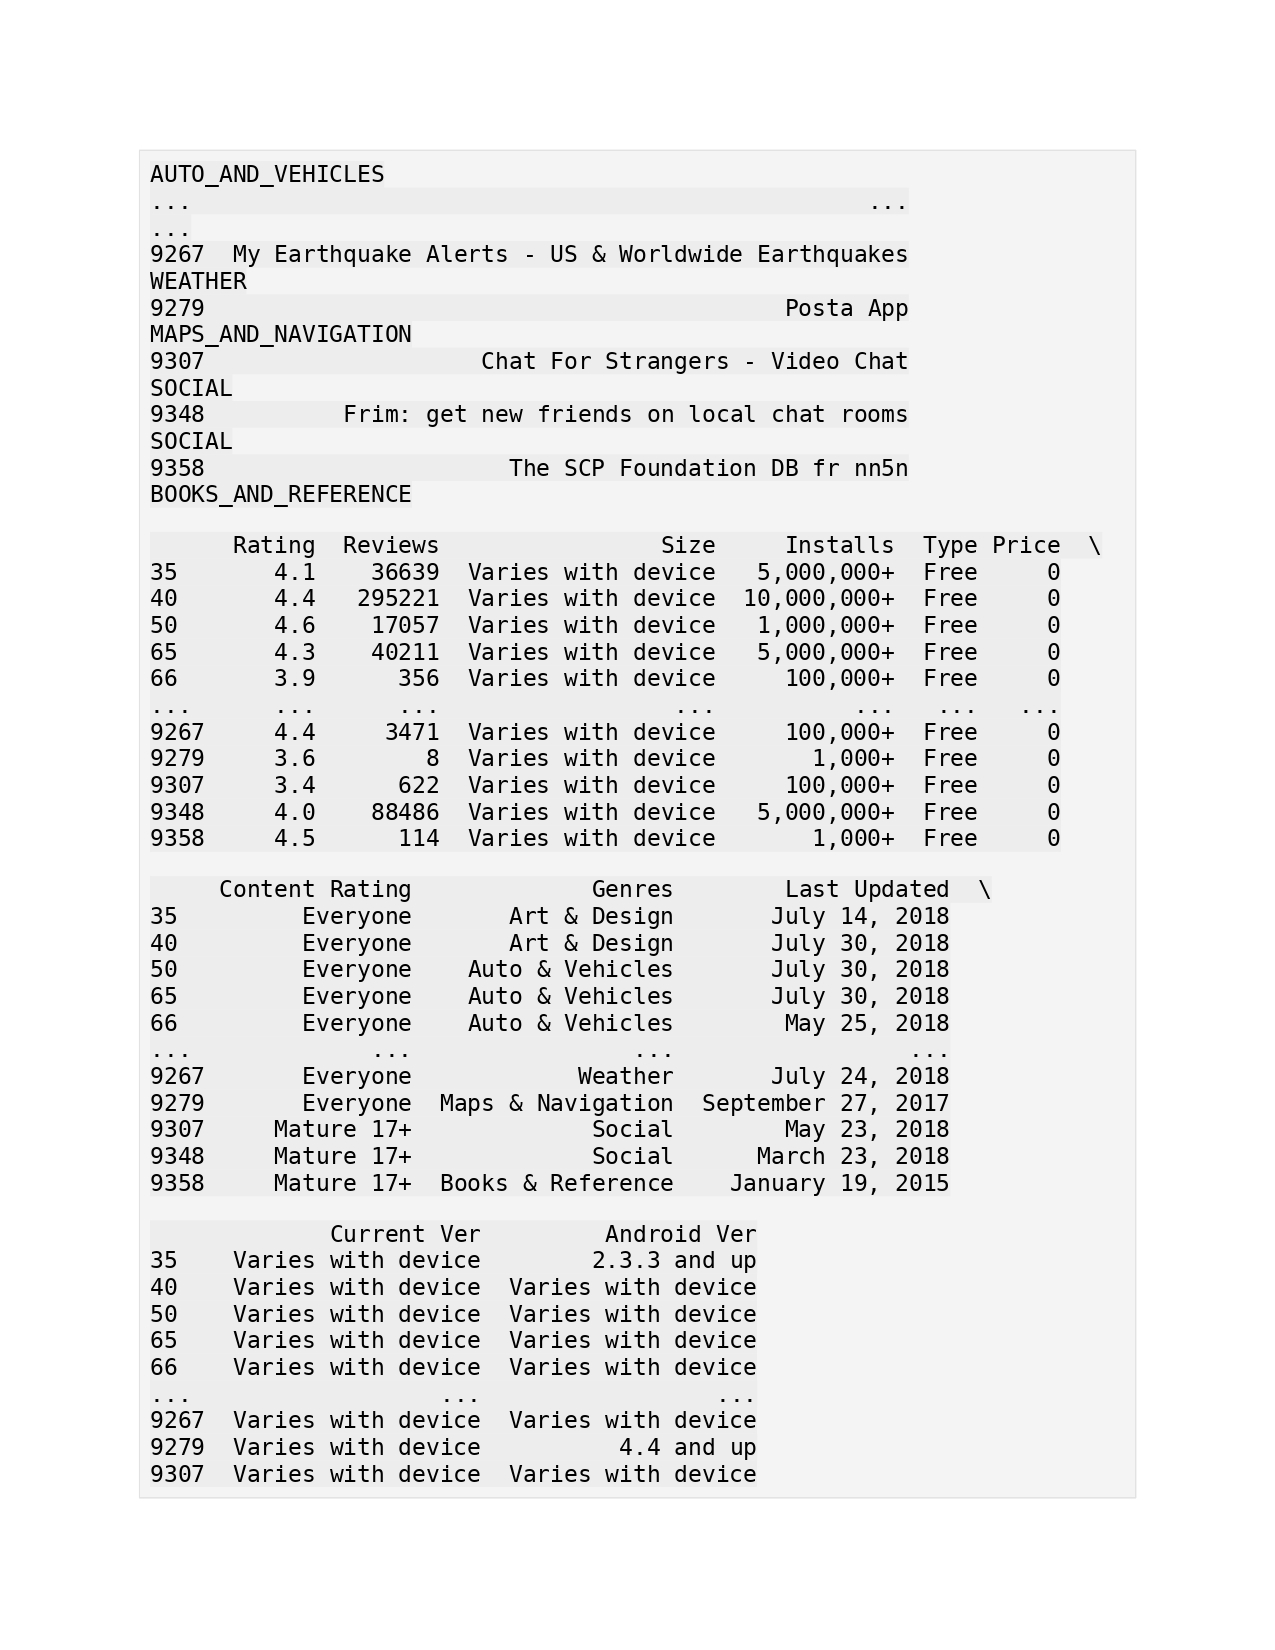 AUTO_AND_VEHICLES
...                                                 ...
...
9267  My Earthquake Alerts - US & Worldwide Earthquakes
WEATHER
9279                                          Posta App
MAPS_AND_NAVIGATION
9307                    Chat For Strangers - Video Chat
SOCIAL
9348          Frim: get new friends on local chat rooms
SOCIAL
9358                      The SCP Foundation DB fr nn5n
BOOKS_AND_REFERENCE

      Rating  Reviews                Size     Installs  Type Price  \
35       4.1    36639  Varies with device   5,000,000+  Free     0
40       4.4   295221  Varies with device  10,000,000+  Free     0
50       4.6    17057  Varies with device   1,000,000+  Free     0
65       4.3    40211  Varies with device   5,000,000+  Free     0
66       3.9      356  Varies with device     100,000+  Free     0
...      ...      ...                 ...          ...   ...   ...
9267     4.4     3471  Varies with device     100,000+  Free     0
9279     3.6        8  Varies with device       1,000+  Free     0
9307     3.4      622  Varies with device     100,000+  Free     0
9348     4.0    88486  Varies with device   5,000,000+  Free     0
9358     4.5      114  Varies with device       1,000+  Free     0

     Content Rating             Genres        Last Updated  \
35         Everyone       Art & Design       July 14, 2018
40         Everyone       Art & Design       July 30, 2018
50         Everyone    Auto & Vehicles       July 30, 2018
65         Everyone    Auto & Vehicles       July 30, 2018
66         Everyone    Auto & Vehicles        May 25, 2018
...             ...                ...                 ...
9267       Everyone            Weather       July 24, 2018
9279       Everyone  Maps & Navigation  September 27, 2017
9307     Mature 17+             Social        May 23, 2018
9348     Mature 17+             Social      March 23, 2018
9358     Mature 17+  Books & Reference    January 19, 2015

             Current Ver         Android Ver
35    Varies with device        2.3.3 and up
40    Varies with device  Varies with device
50    Varies with device  Varies with device
65    Varies with device  Varies with device
66    Varies with device  Varies with device
...                  ...                 ...
9267  Varies with device  Varies with device
9279  Varies with device          4.4 and up
9307  Varies with device  Varies with device